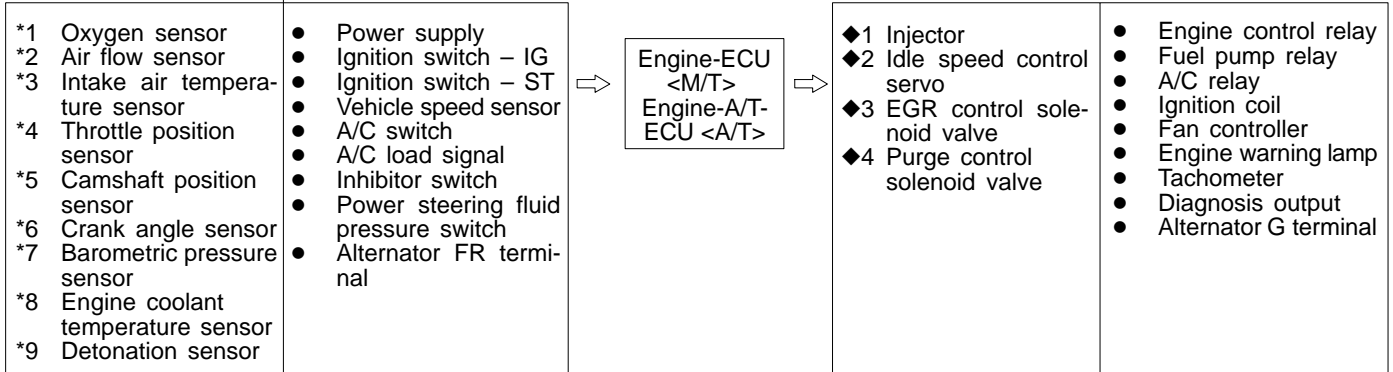 *1 Oxygen sensor
*2 Air flow sensor
*3 Intake air tempera-
ture sensor
*4 Throttle position
sensor
*5 Camshaft position
sensor
*6 Crank angle sensor
*7 Barometric pressure
sensor
*8 Engine coolant
temperature sensor
*9 Detonation sensor
● Power supply
● Ignition switch – IG
● Ignition switch – ST
● Vehicle speed sensor
● A/C switch
● A/C load signal
● Inhibitor switch
● Power steering fluid
pressure switch
● Alternator FR termi-
nal
⇨
Engine-ECU
<M/T>
Engine-A/T-
ECU <A/T>
⇨
◆1 Injector
◆2 Idle speed control
servo
◆3 EGR control sole-
noid valve
◆4 Purge control
solenoid valve
● Engine control relay
● Fuel pump relay
● A/C relay
● Ignition coil
● Fan controller
● Engine warning lamp
● Tachometer
● Diagnosis output
● Alternator G terminal